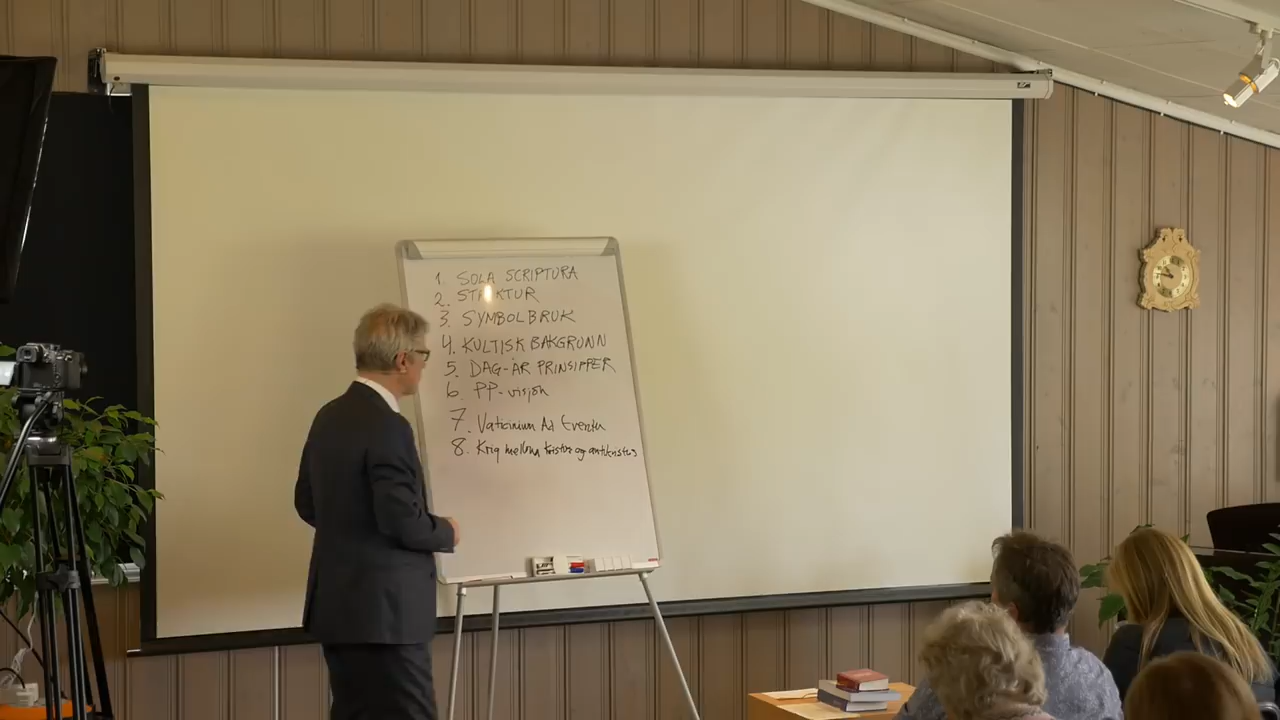 1. SOLA SCRIPTURA
2. STRUKTUR
3. SYMBOLBRUK
4. KULTISK BAKGRUNN
5. DAG-ÅR PRINSIPPER
6. PP-visjon
7. Vaticinium Ad Eventu
8. Krig mellom kristus og antikristus